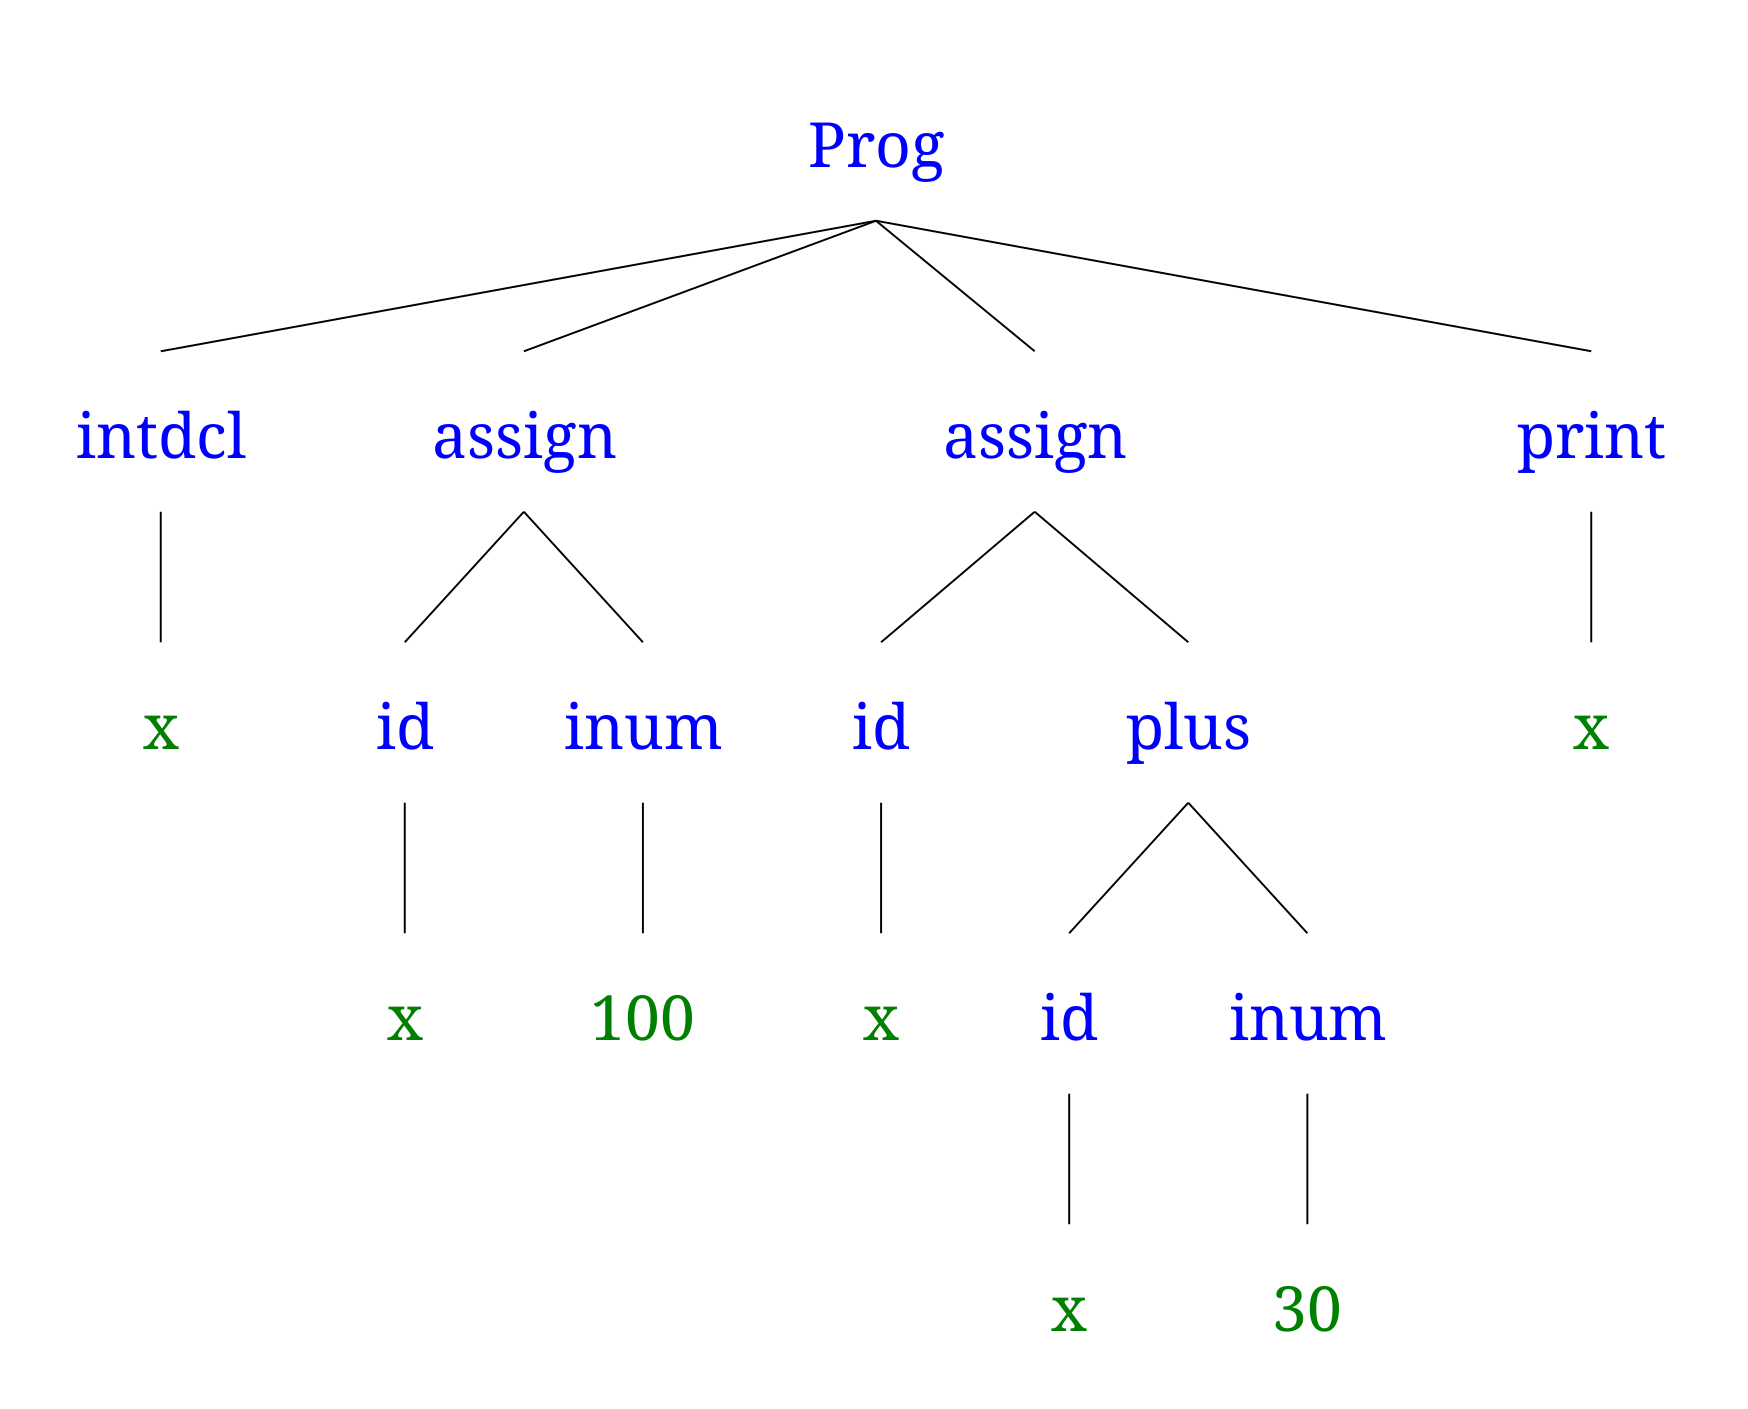 Prog
intdcl assign assign print
x id inum id plus x
x 100 x id inum
x 30